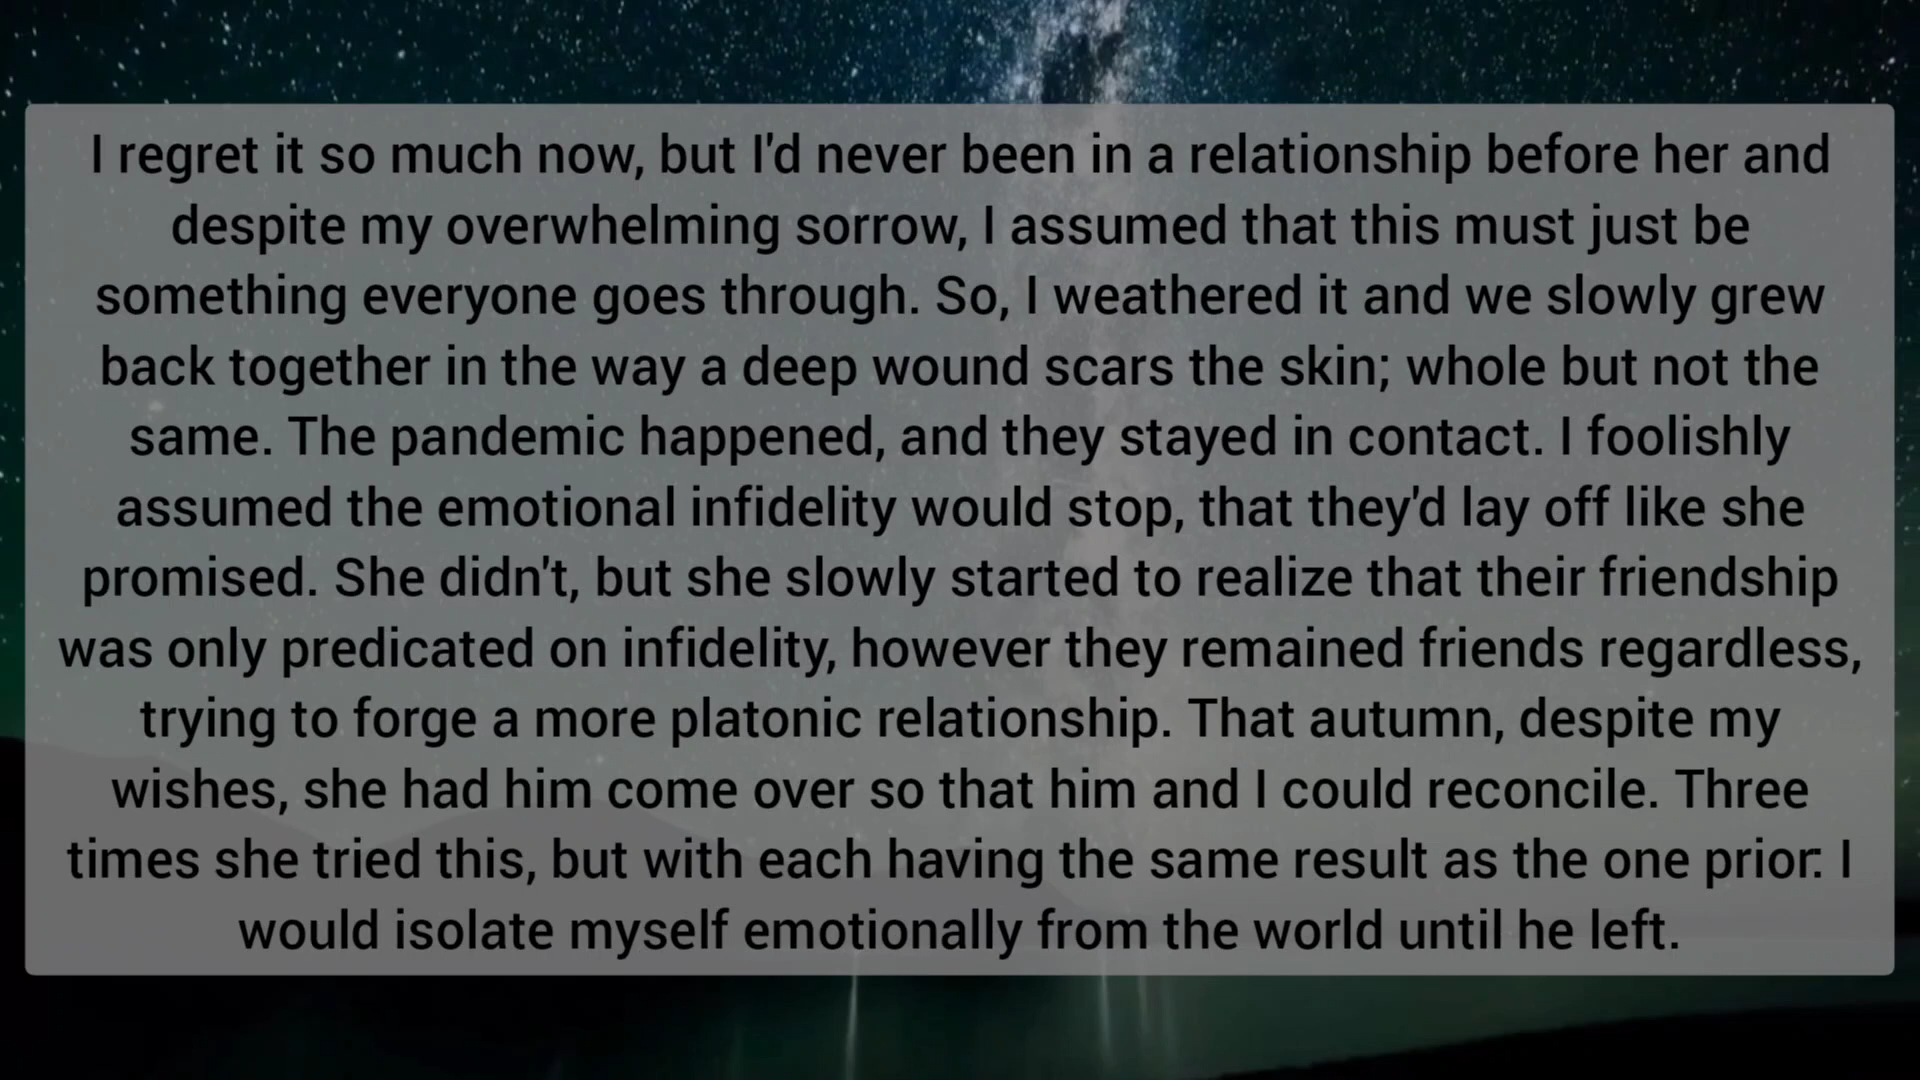 I regret it so much now, but I'd never been in a relationship before her and
despite my overwhelming sorrow, I assumed that this must just be
something everyone goes through. So, I weathered it and we slowly grew
back together in the way a deep wound scars the skin; whole but not the
same. The pandemic happened, and they stayed in contact. I foolishly
assumed the emotional infidelity would stop, that they'd lay off like she
promised. She didn't, but she slowly started to realize that their friendship
was only predicated on infidelity, however they remained friends regardless,
trying to forge a more platonic relationship. That autumn, despite my
wishes, she had him come over so that him and I could reconcile. Three
times she tried this, but with each having the same result as the one prior: I
would isolate myself emotionally from the world until he left.